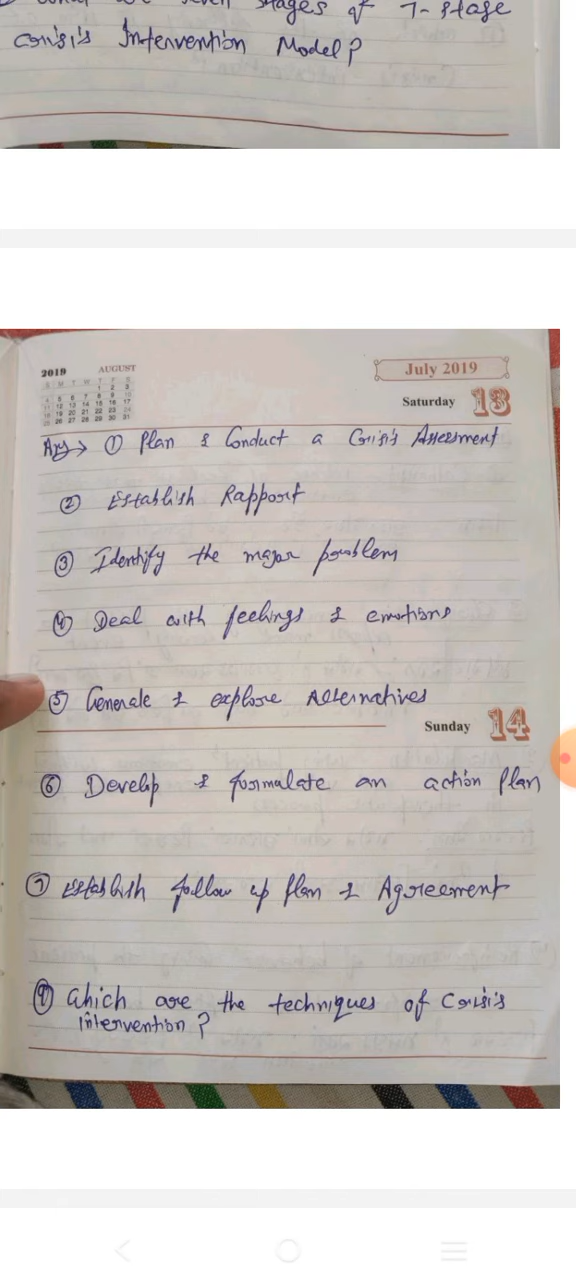 stages of 7-stage
Crisis Intervention Model?
2019 AUGUST
July 2019
Saturday 13
Ans→ ① Plan & Conduct a Crisis Assessment
② Establish Rapport
③ Identify the major problem
④ Deal with feelings & emotions
⑤ Generate & explore Alternatives
Sunday 14
⑥ Develop & formalate an action Plan
⑦ Establish follow up plan & Agreement
⑨ Which are the techniques of Crisis
intervention?